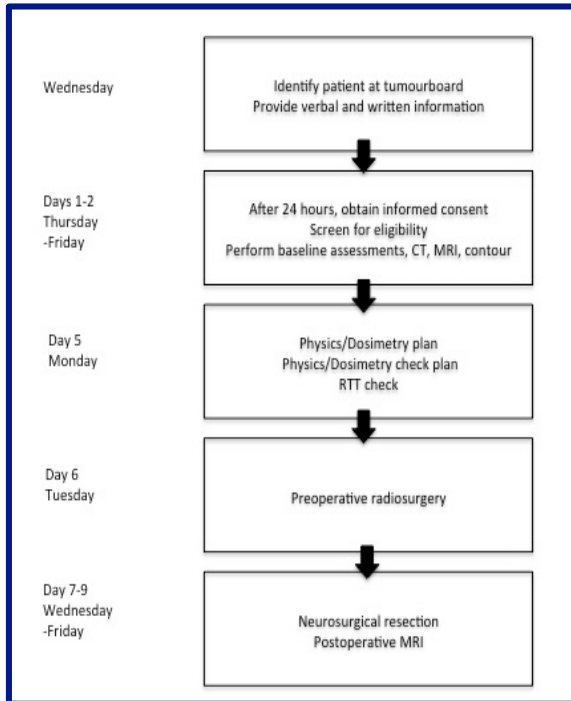 Wednesday
Identify patient at tumourboard
Provide verbal and written information
Days 1-2
Thursday
-Friday
After 24 hours, obtain informed consent
Screen for eligibility
Perform baseline assessments, CT, MRI, contour
Day 5
Monday
Physics/Dosimetry plan
Physics/Dosimetry check plan
RTT check
Day 6
Tuesday
Preoperative radiosurgery
Day 7-9
Wednesday
-Friday
Neurosurgical resection
Postoperative MRI